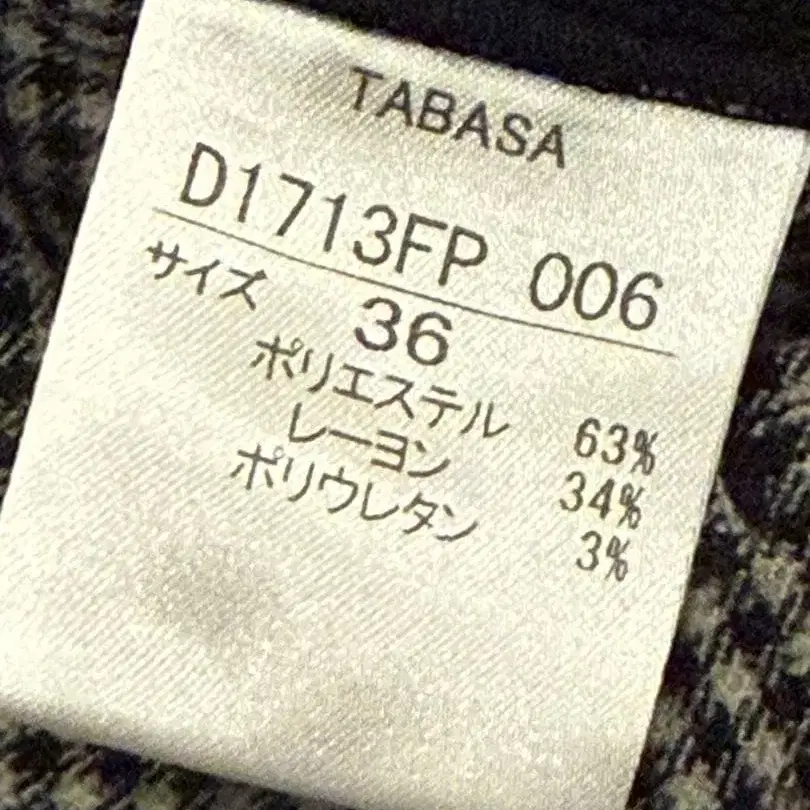 TABASA
D1713FP 006
サイズ 36
ポリエステル 63%
レーヨン 34%
ポリウレタン 3%